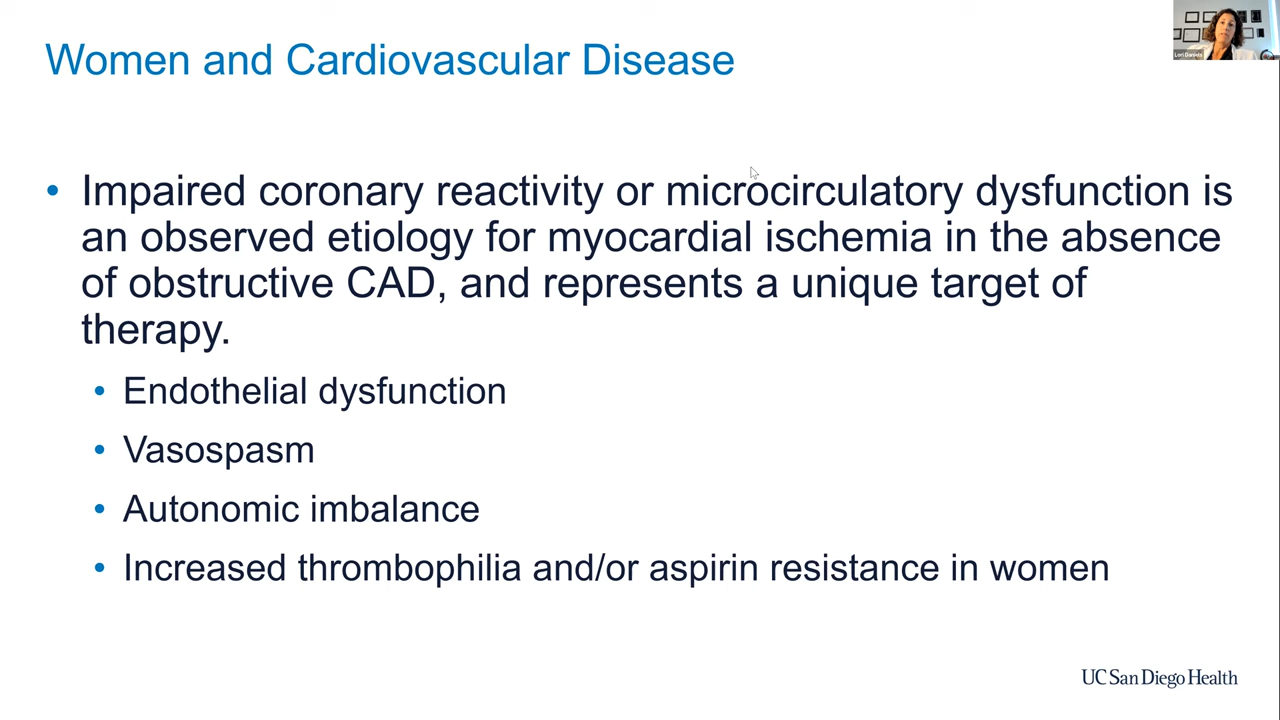 Women and Cardiovascular Disease
Lori Daniels
• Impaired coronary reactivity or microcirculatory dysfunction is
an observed etiology for myocardial ischemia in the absence
of obstructive CAD, and represents a unique target of
therapy.
• Endothelial dysfunction
• Vasospasm
• Autonomic imbalance
• Increased thrombophilia and/or aspirin resistance in women
UC San Diego Health